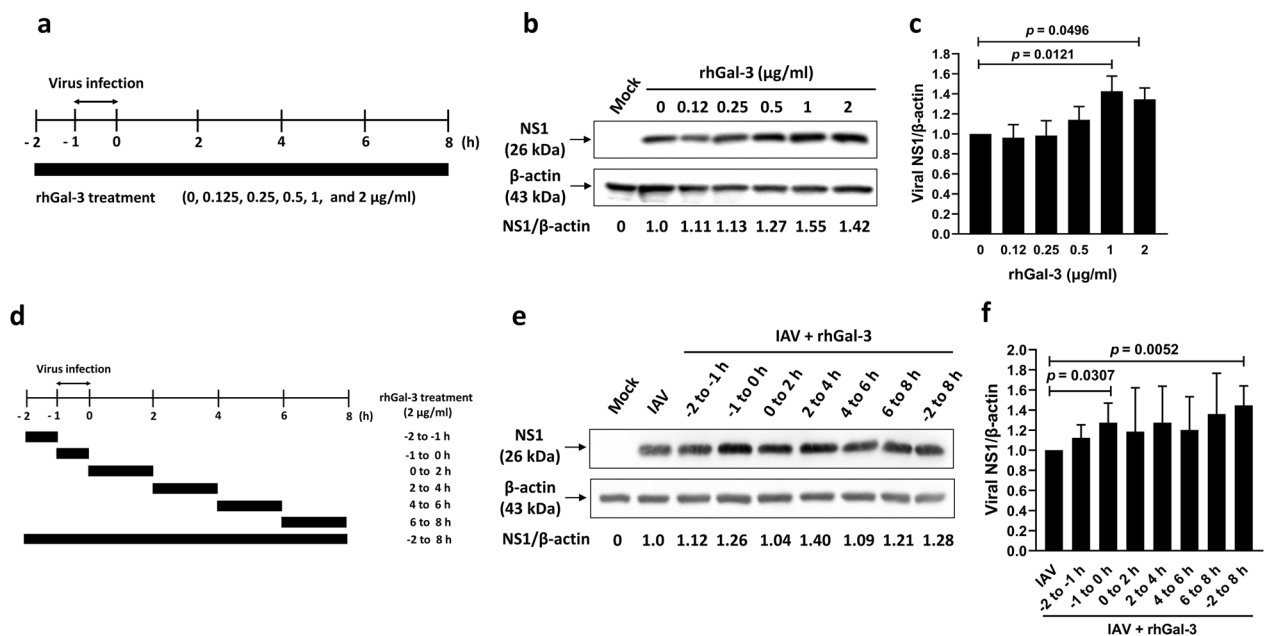 a
Virus infection
- 2 - 1 0 2 4 6 8 (h)
rhGal-3 treatment (0, 0.125, 0.25, 0.5, 1, and 2 µg/ml)
b
rhGal-3 (µg/ml)
Mock 0 0.12 0.25 0.5 1 2
NS1
(26 kDa)
β-actin
(43 kDa)
NS1/β-actin 0 1.0 1.11 1.13 1.27 1.55 1.42
c
p = 0.0496
p = 0.0121
Viral NS1/β-actin
1.8
1.6
1.4
1.2
1.0
0.8
0.6
0.4
0.2
0.0
0 0.12 0.25 0.5 1 2
rhGal-3 (µg/ml)
d
Virus infection
- 2 - 1 0 2 4 6 8 (h)
rhGal-3 treatment
(2 µg/ml)
-2 to -1 h
-1 to 0 h
0 to 2 h
2 to 4 h
4 to 6 h
6 to 8 h
-2 to 8 h
e
IAV + rhGal-3
Mock IAV -2 to -1 h -1 to 0 h 0 to 2 h 2 to 4 h 4 to 6 h 6 to 8 h -2 to 8 h
NS1
(26 kDa)
β-actin
(43 kDa)
NS1/β-actin 0 1.0 1.12 1.26 1.04 1.40 1.09 1.21 1.28
f
p = 0.0052
p = 0.0307
Viral NS1/β-actin
2.0
1.8
1.6
1.4
1.2
1.0
0.8
0.6
0.4
0.2
0.0
IAV -2 to -1 h -1 to 0 h 0 to 2 h 2 to 4 h 4 to 6 h 6 to 8 h -2 to 8 h
IAV + rhGal-3